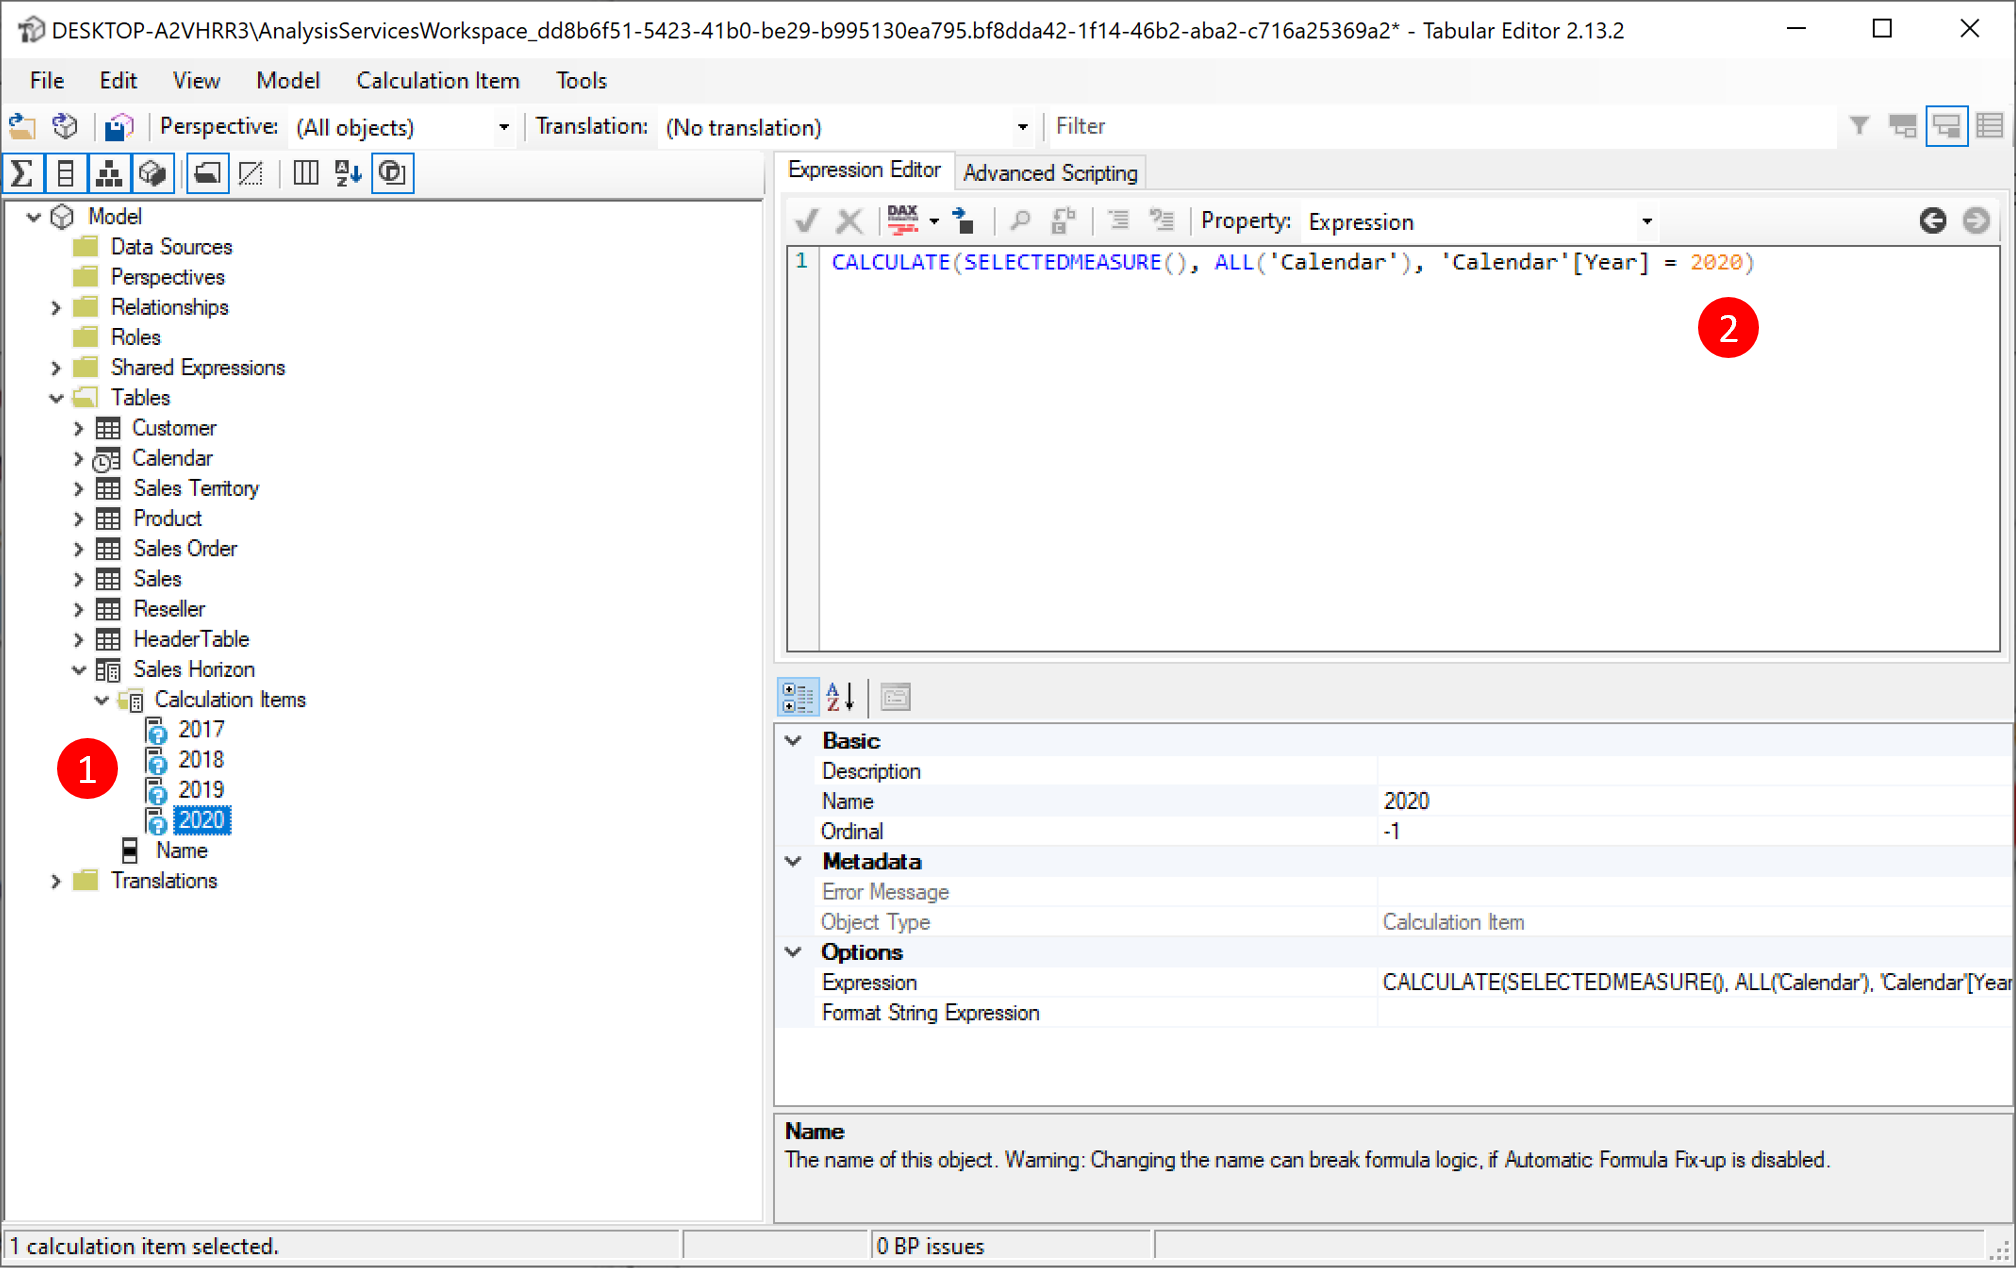 DESKTOP-A2VHRR3\AnalysisServicesWorkspace_dd8b6f51-5423-41b0-be29-b995130ea795.bf8dda42-1f14-46b2-aba2-c716a25369a2* - Tabular Editor 2.13.2
File Edit View Model Calculation Item Tools
Perspective: (All objects) Translation: (No translation) Filter
Expression Editor Advanced Scripting
DAX Property: Expression
1 CALCULATE(SELECTEDMEASURE(), ALL('Calendar'), 'Calendar'[Year] = 2020)
2
Model
Data Sources
Perspectives
Relationships
Roles
Shared Expressions
Tables
Customer
Calendar
Sales Territory
Product
Sales Order
Sales
Reseller
HeaderTable
Sales Horizon
Calculation Items
2017
2018
1
2019
2020
Name
Translations
Basic
Description
Name 2020
Ordinal -1
Metadata
Error Message
Object Type Calculation Item
Options
Expression CALCULATE(SELECTEDMEASURE(), ALL('Calendar'), 'Calendar'[Year
Format String Expression
Name
The name of this object. Warning: Changing the name can break formula logic, if Automatic Formula Fix-up is disabled.
1 calculation item selected. 0 BP issues